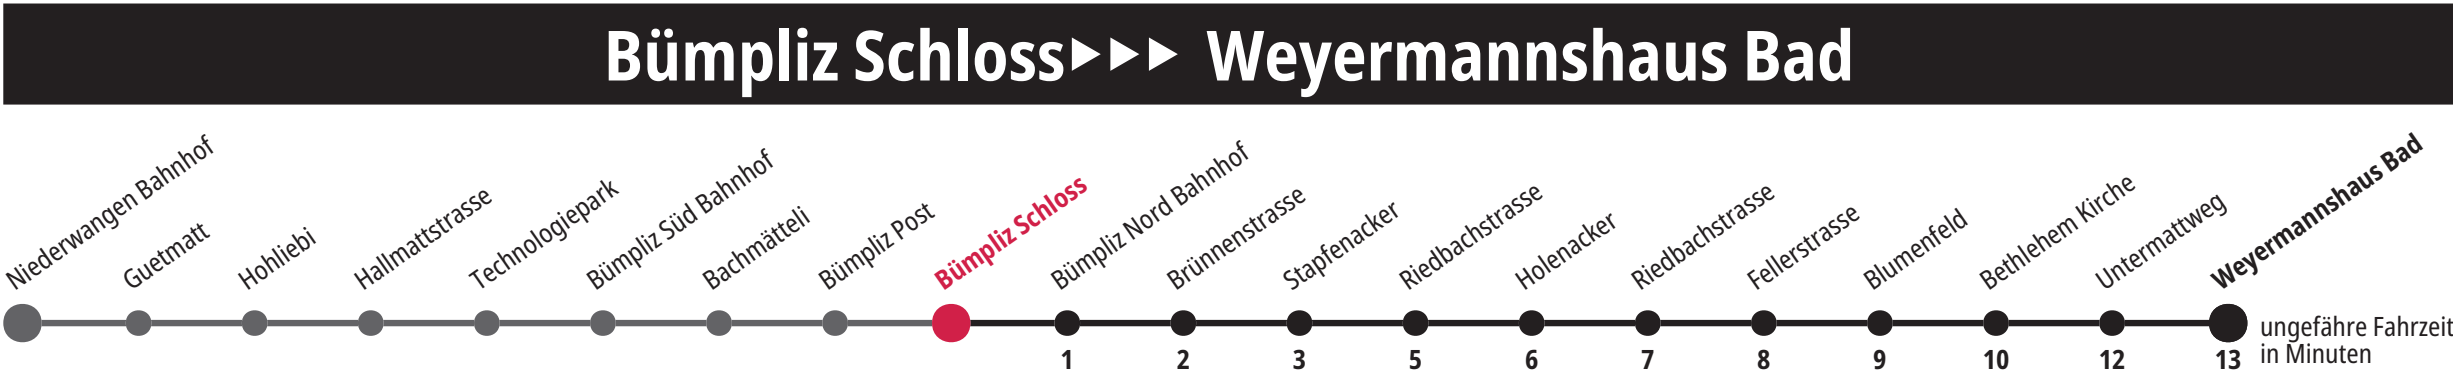 Bümpliz Schloss▶▶▶ Weyermannshaus Bad
Niederwangen Bahnhof
Guetmatt
Hohliebi
Hallmattstrasse
Technologiepark
Bümpliz Süd Bahnhof
Bachmätteli
Bümpliz Post
Bümpliz Schloss
Bümpliz Nord Bahnhof
Brünnenstrasse
Stapfenacker
Riedbachstrasse
Holenacker
Riedbachstrasse
Fellerstrasse
Blumenfeld
Bethlehem Kirche
Untermattweg
Weyermannshaus Bad
1 2 3 5 6 7 8 9 10 12 13
ungefähre Fahrzeit
in Minuten